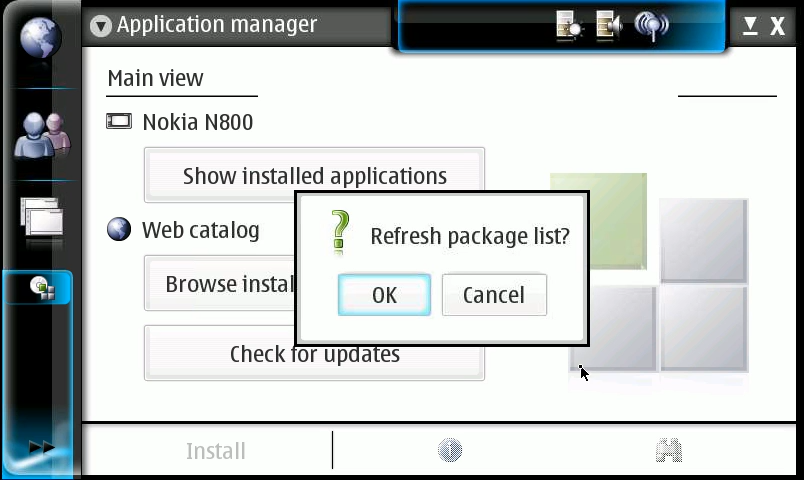 Application manager
Main view
Nokia N800
Show installed applications
Web catalog
Refresh package list?
Browse instal
OK
Cancel
Check for updates
Install